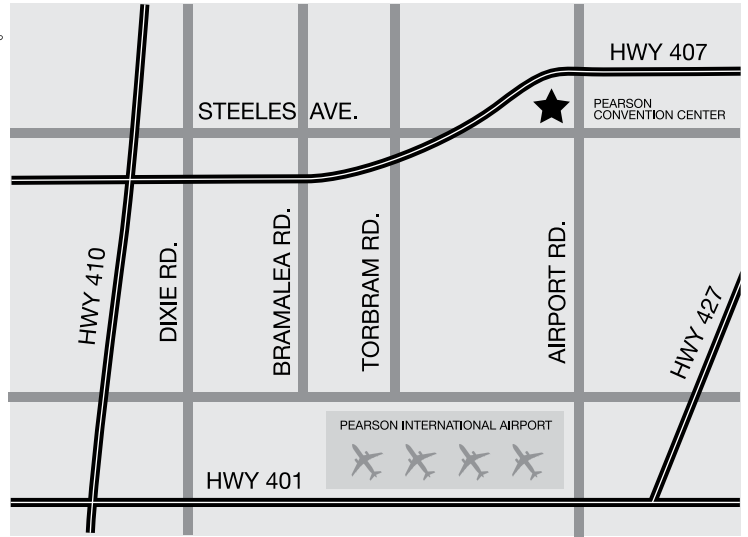 HWY 407
STEELES AVE.
PEARSON
CONVENTION CENTER
HWY 410
DIXIE RD.
BRAMALEA RD.
TORBRAM RD.
AIRPORT RD.
HWY 427
PEARSON INTERNATIONAL AIRPORT
HWY 401